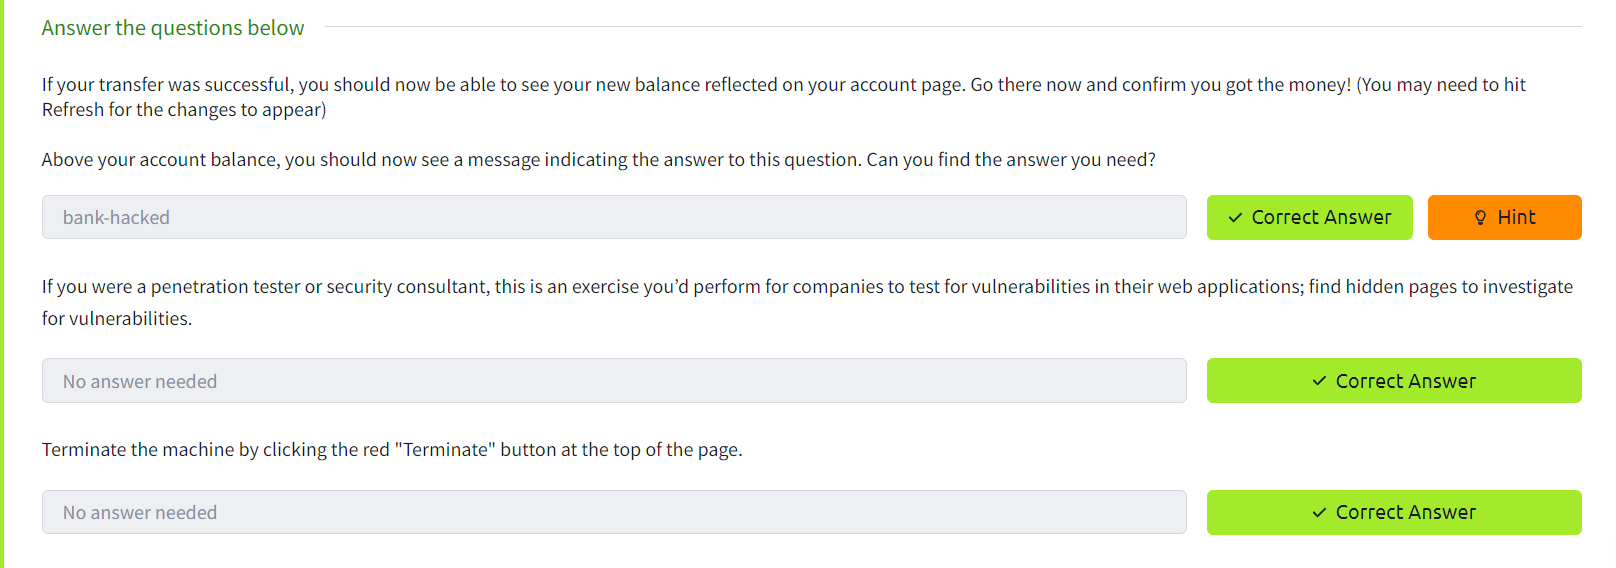 Answer the questions below
If your transfer was successful, you should now be able to see your new balance reflected on your account page. Go there now and confirm you got the money! (You may need to hit
Refresh for the changes to appear)
Above your account balance, you should now see a message indicating the answer to this question. Can you find the answer you need?
bank-hacked
Correct Answer
Hint
If you were a penetration tester or security consultant, this is an exercise you’d perform for companies to test for vulnerabilities in their web applications; find hidden pages to investigate
for vulnerabilities.
No answer needed
Correct Answer
Terminate the machine by clicking the red "Terminate" button at the top of the page.
No answer needed
Correct Answer